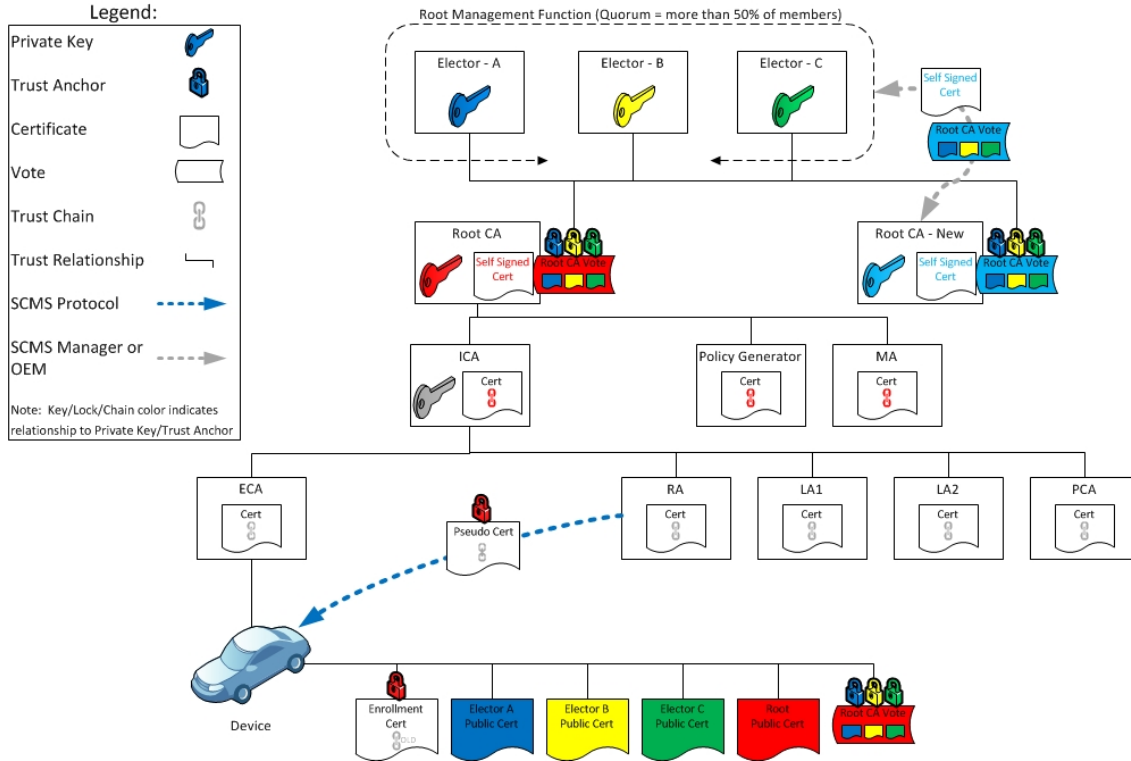 Legend:
Private Key
Trust Anchor
Certificate
Vote
Trust Chain
Trust Relationship
SCMS Protocol
SCMS Manager or
OEM
Note:  Key/Lock/Chain color indicates
relationship to Private Key/Trust Anchor
Root Management Function (Quorum = more than 50% of members)
Elector - A
Elector - B
Elector - C
Self Signed
Cert
Root CA Vote
Root CA
Self Signed
Cert
Root CA Vote
Root CA - New
Self Signed
Cert
Root CA Vote
ICA
Cert
Policy Generator
Cert
MA
Cert
ECA
Cert
Pseudo Cert
RA
Cert
LA1
Cert
LA2
Cert
PCA
Cert
Device
Enrollment
Cert
OLD
Elector A
Public Cert
Elector B
Public Cert
Elector C
Public Cert
Root
Public Cert
Root CA Vote